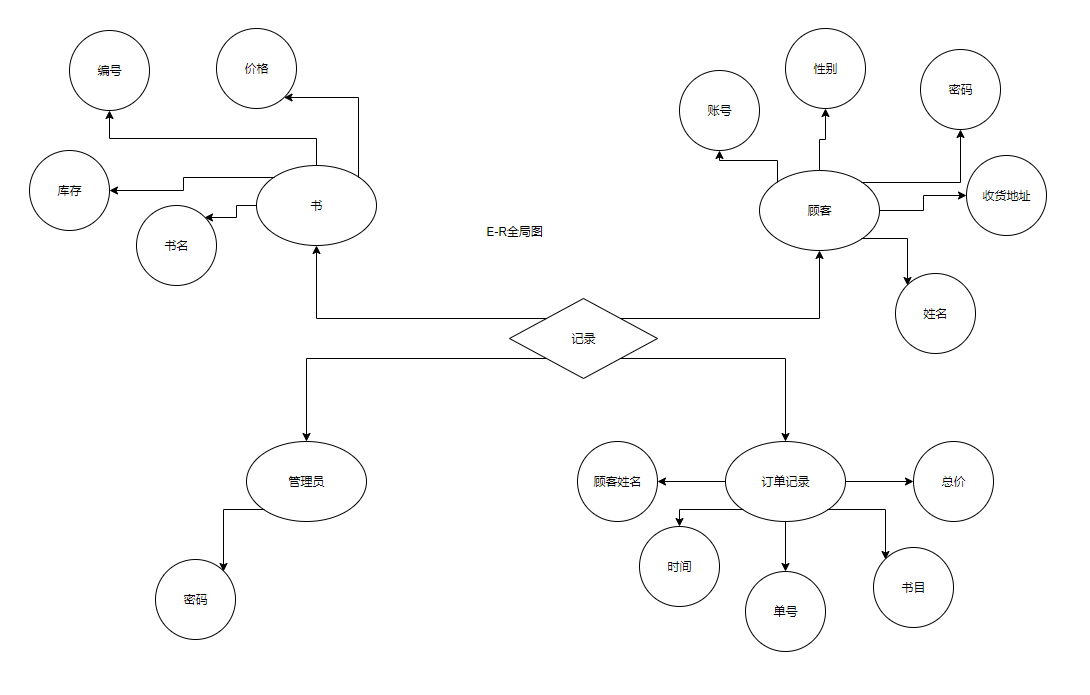 编号
价格
性别
密码
账号
库存
书
书名
收货地址
顾客
E-R全局图
姓名
记录
管理员
顾客姓名
订单记录
总价
时间
密码
单号
书目